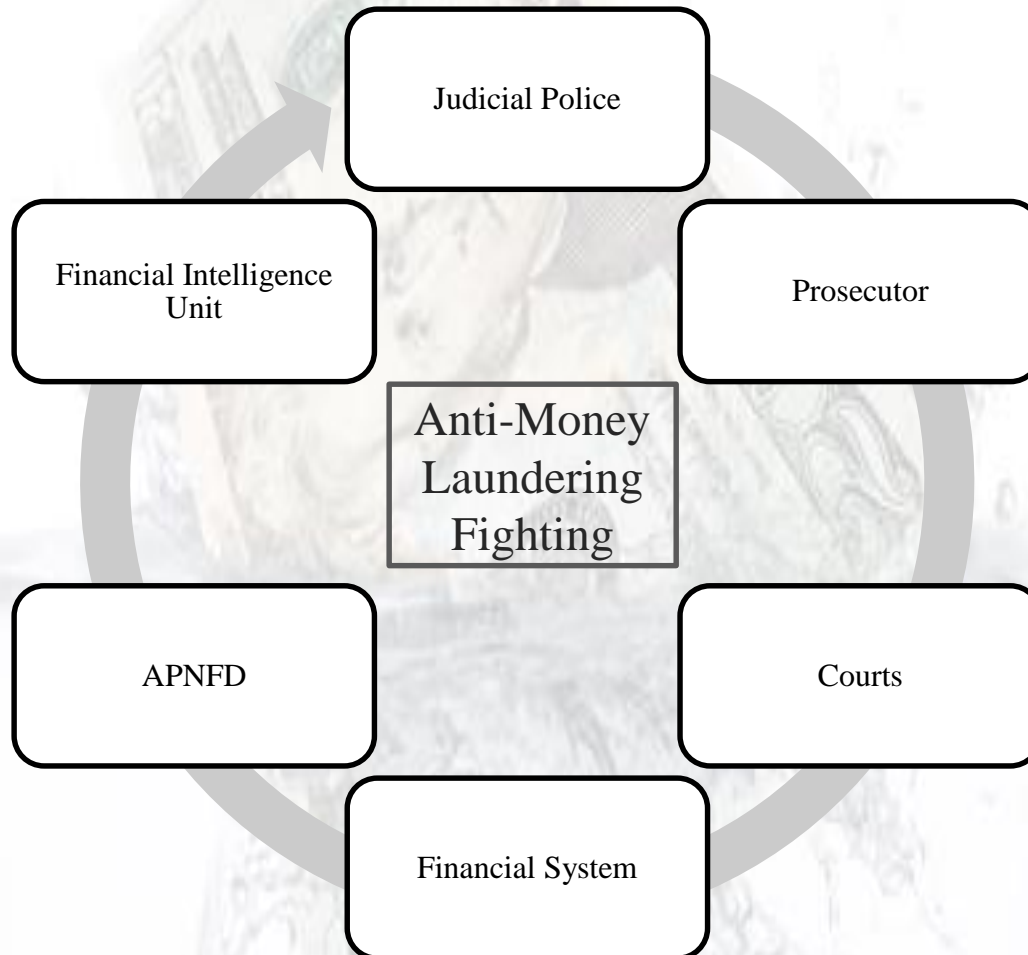 Judicial Police
Financial Intelligence
Unit
Prosecutor
Anti-Money
Laundering
Fighting
APNFD
Courts
Financial System